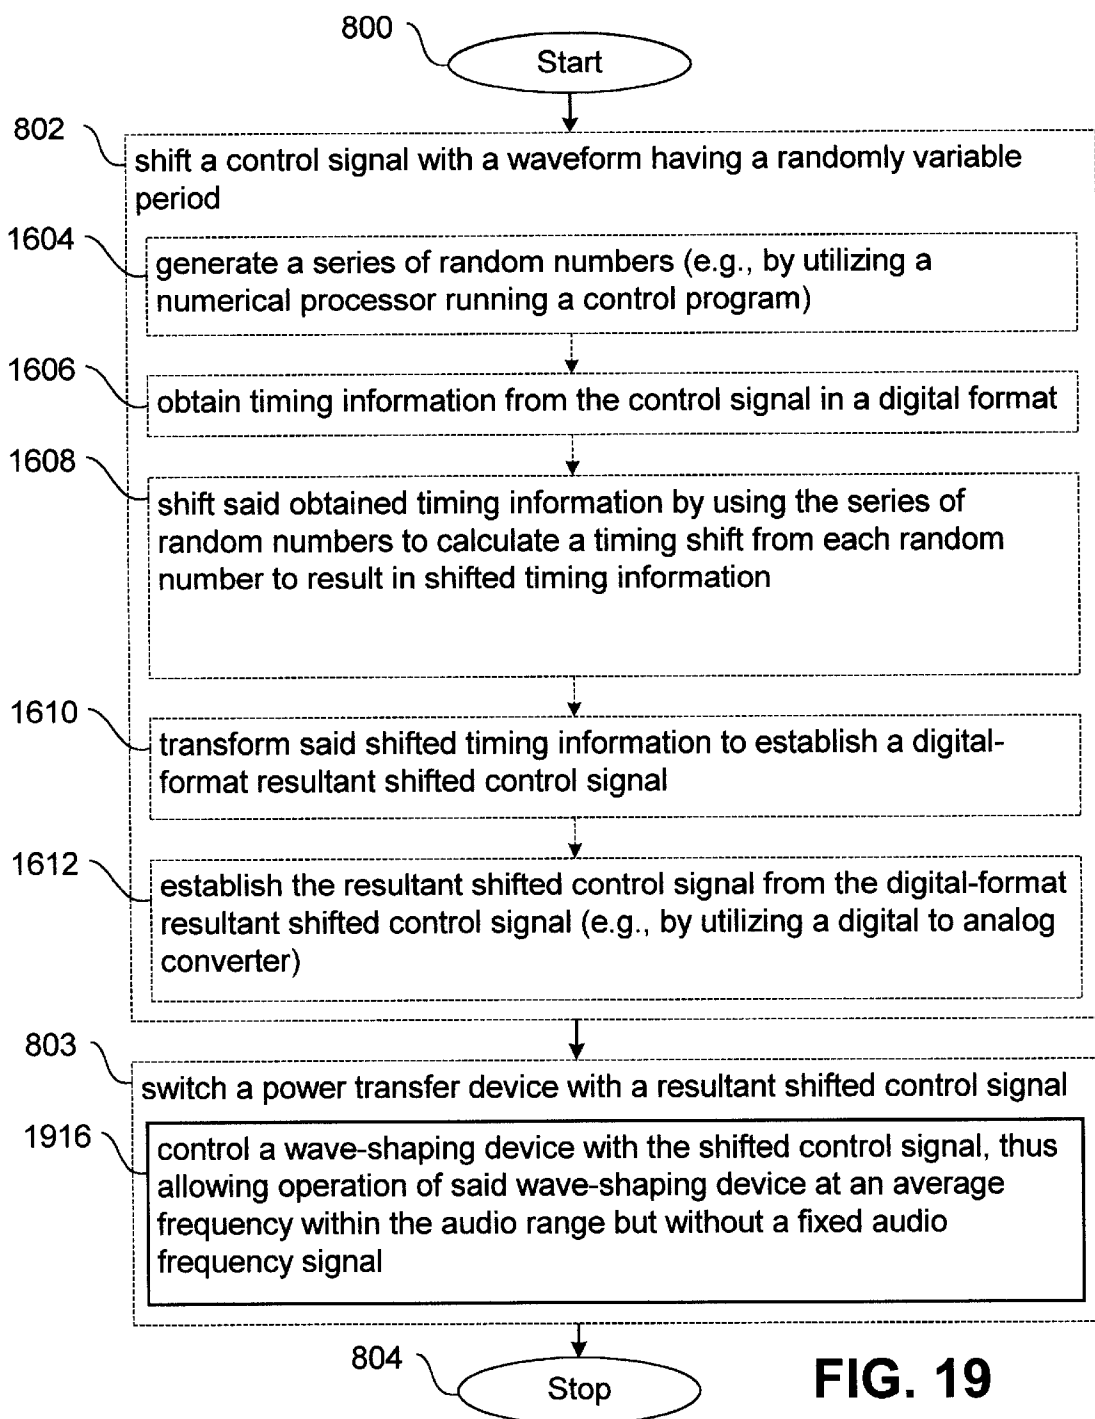 800
Start
802
shift a control signal with a waveform having a randomly variable
period
1604
generate a series of random numbers (e.g., by utilizing a
numerical processor running a control program)
1606
obtain timing information from the control signal in a digital format
1608
shift said obtained timing information by using the series of
random numbers to calculate a timing shift from each random
number to result in shifted timing information
1610
transform said shifted timing information to establish a digital-
format resultant shifted control signal
1612
establish the resultant shifted control signal from the digital-format
resultant shifted control signal (e.g., by utilizing a digital to analog
converter)
803
switch a power transfer device with a resultant shifted control signal
1916
control a wave-shaping device with the shifted control signal, thus
allowing operation of said wave-shaping device at an average
frequency within the audio range but without a fixed audio
frequency signal
804
Stop
FIG. 19